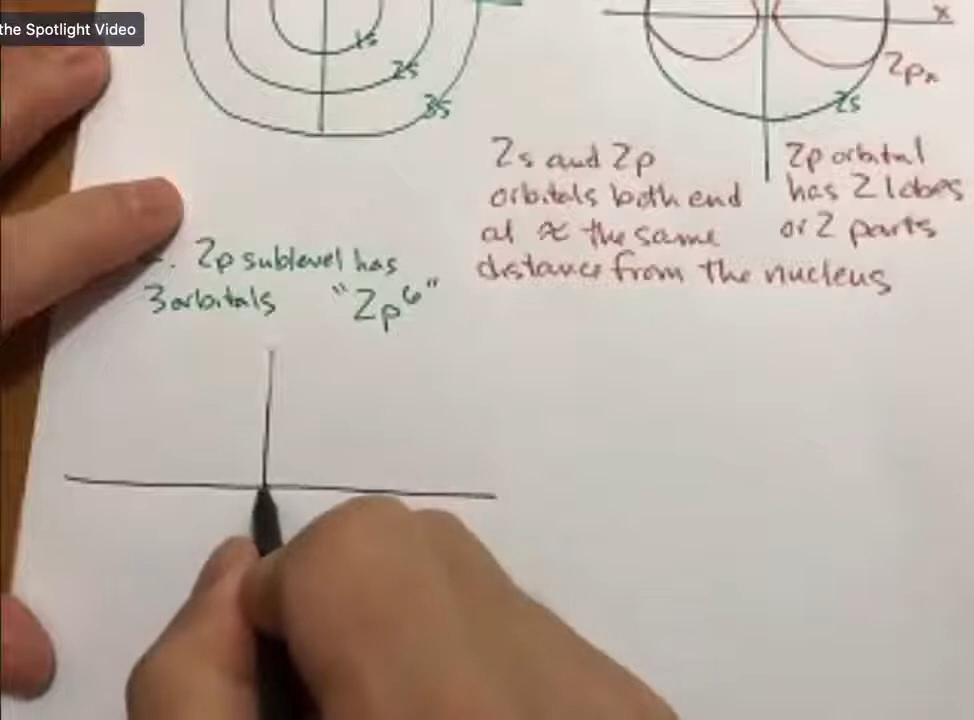 the Spotlight Video
1s
2s
3s
x
2px
2s
2s and 2p
orbitals both end
at ≈ the same
distance from the nucleus
2p orbital
has 2 lobes
or 2 parts
2p sublevel has
3 orbitals "2p⁶"